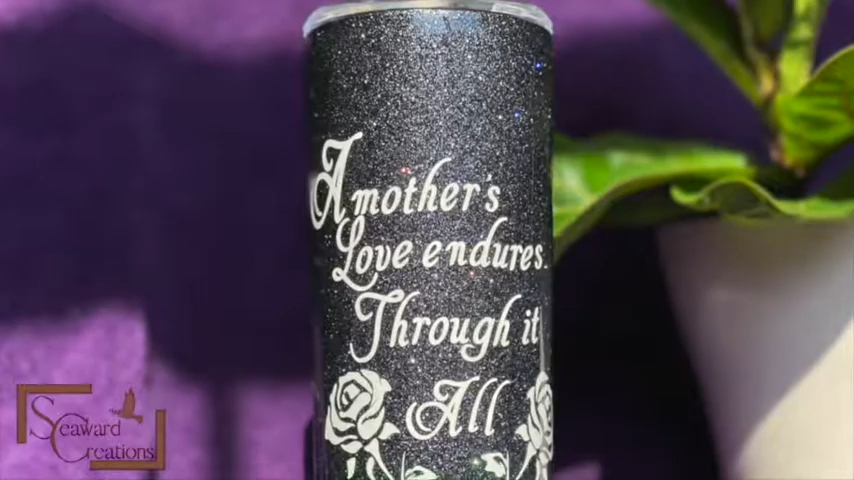 A mother's
Love endures
Through it
All
Seaward
Creations